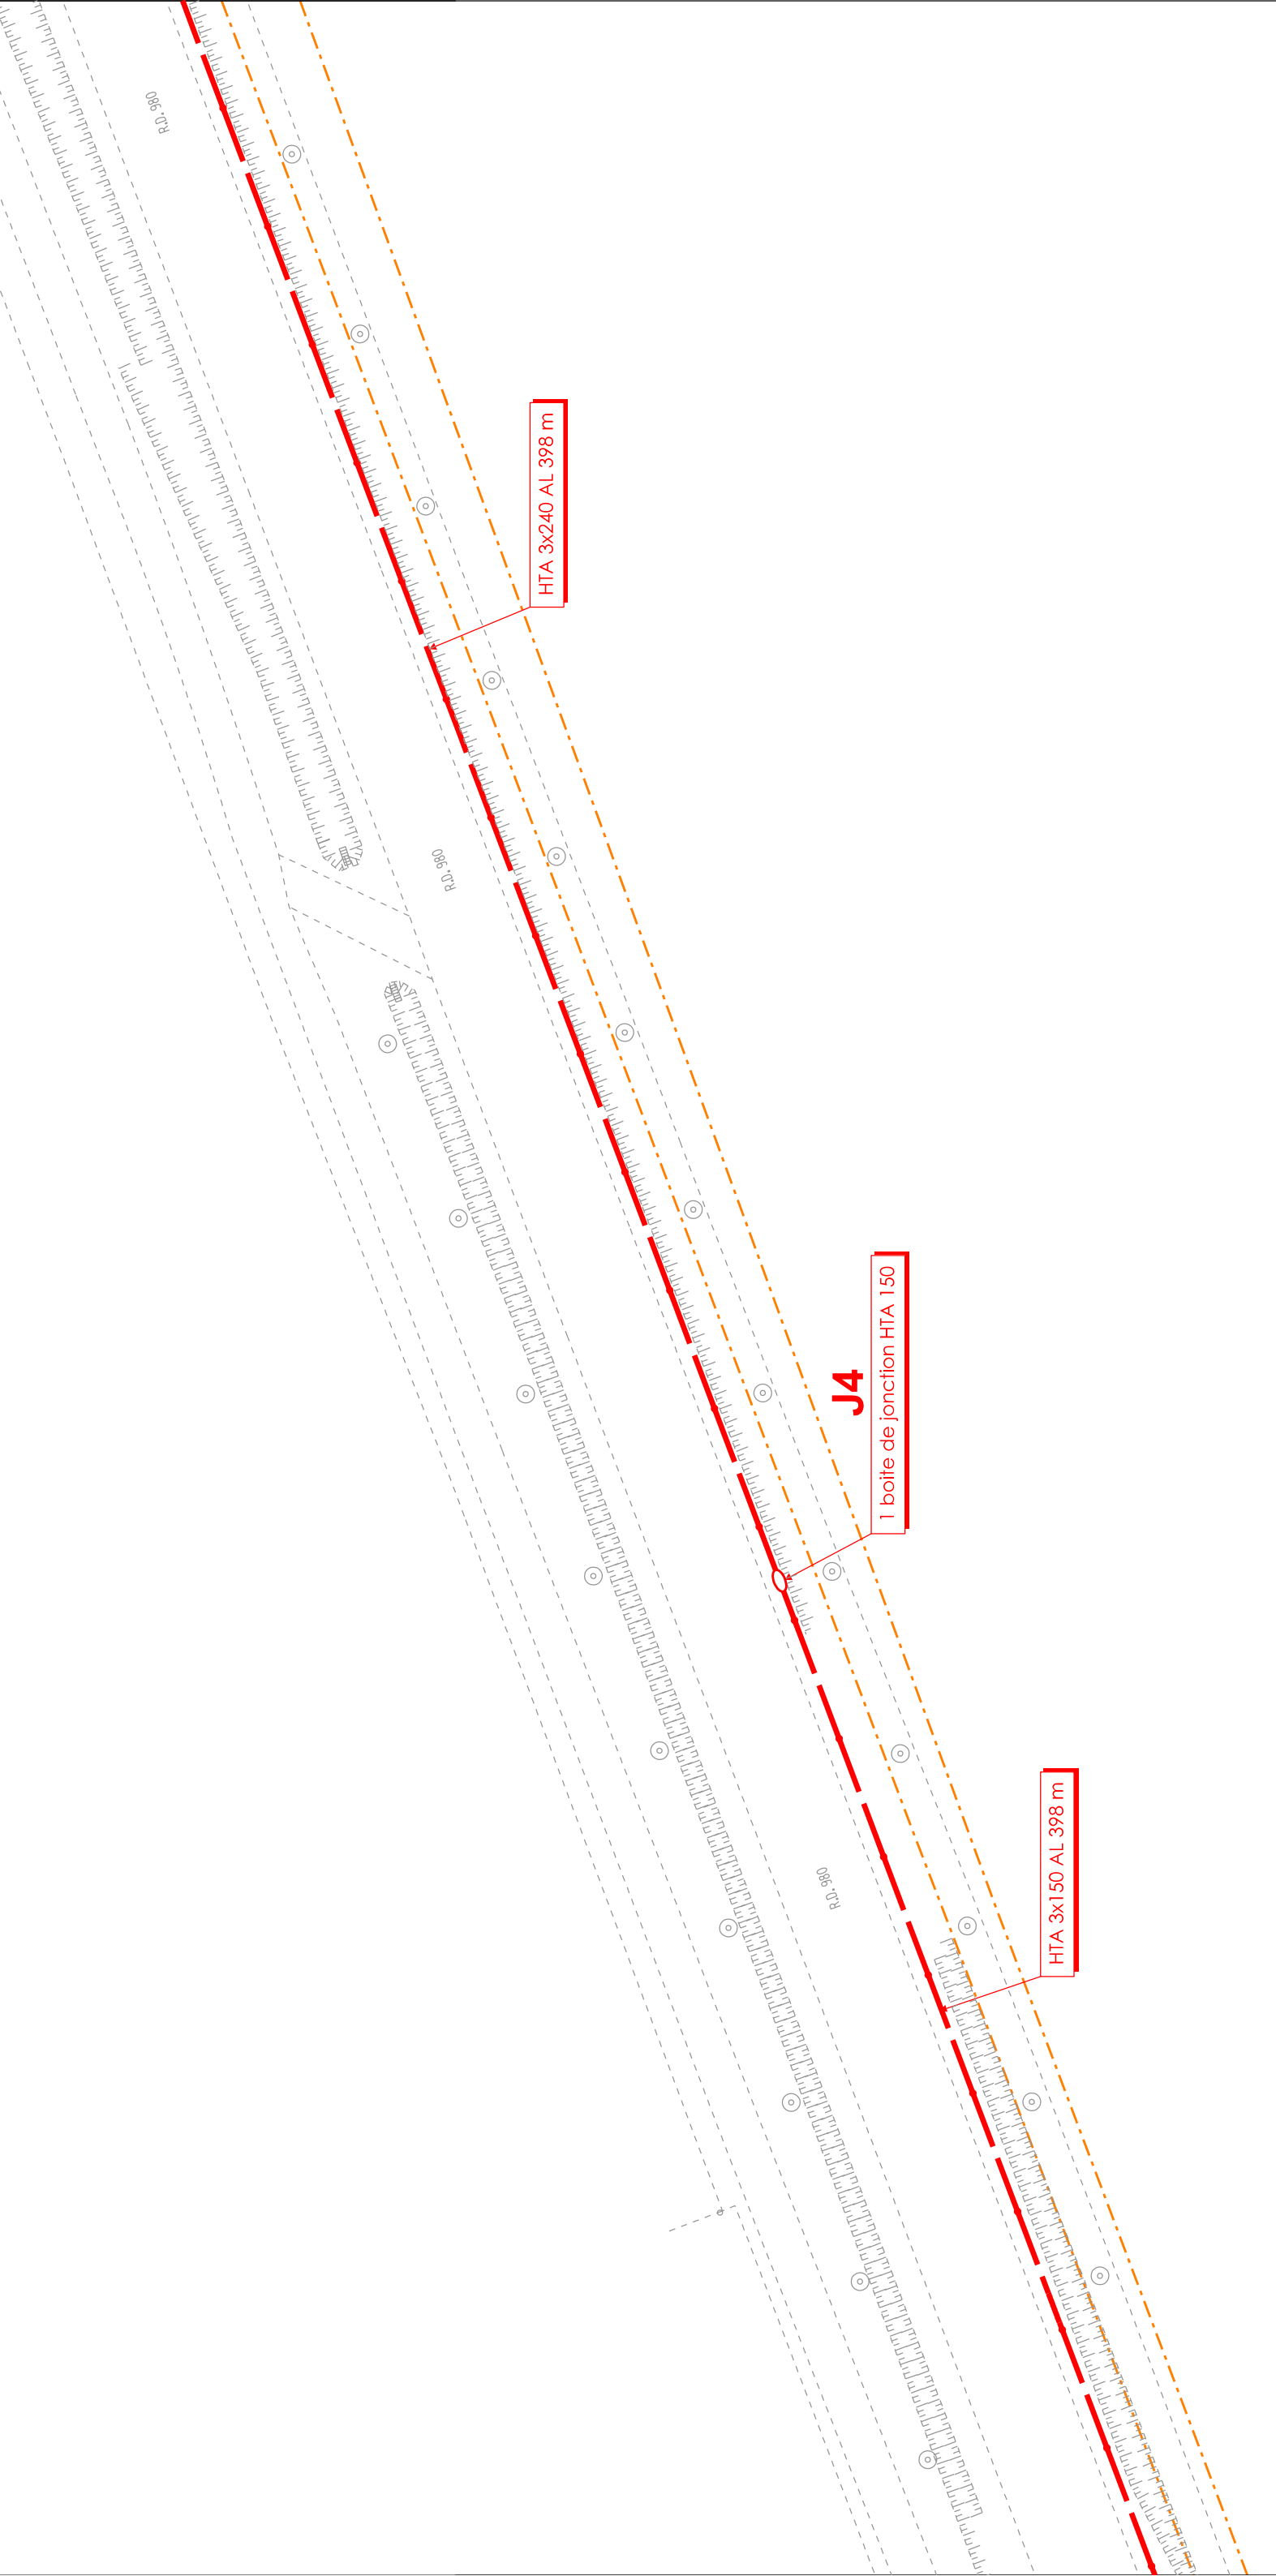 R.D. 980
HTA 3x240 AL 398 m
R.D. 980
J4
1 boite de jonction HTA 150
HTA 3x150 AL 398 m
R.D. 980